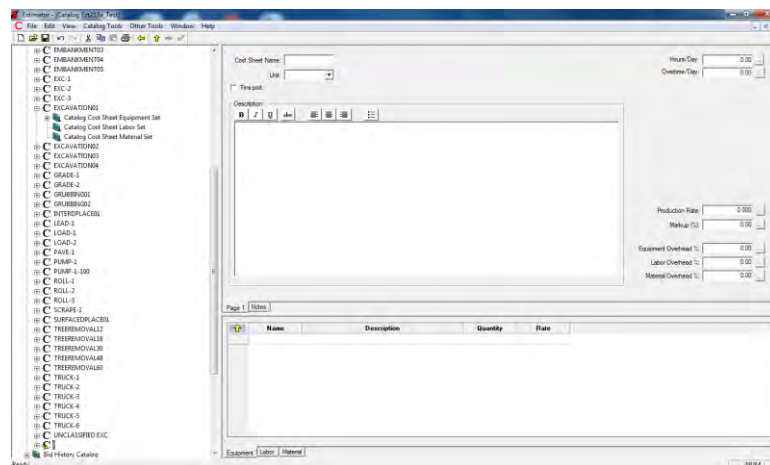 Estimator - [Catalog Est213a_Test]
File Edit View Catalog Tools Other Tools Window Help
EMBANKMENT03
EMBANKMENT04
EMBANKMENT05
EXC-1
EXC-2
EXC-3
EXCAVATION01
Catalog Cost Sheet Equipment Set
Catalog Cost Sheet Labor Set
Catalog Cost Sheet Material Set
EXCAVATION02
EXCAVATION03
EXCAVATION04
GRADE-1
GRADE-2
GRUBBING01
GRUBBING02
INTERDPLACE01
LEAD-1
LOAD-1
LOAD-2
PAVE-1
PUMP-1
PUMP-1-100
ROLL-1
ROLL-2
ROLL-3
SCRAPE-1
SURFACEDPLACE01
TREEREMOVAL12
TREEREMOVAL18
TREEREMOVAL30
TREEREMOVAL48
TREEREMOVAL60
TRUCK-1
TRUCK-2
TRUCK-3
TRUCK-4
TRUCK-5
TRUCK-6
UNCLASSIFIED EXC
Bid History Catalog
Ready
Cost Sheet Name:
Unit:
Hours/Day: 0.00
Overtime/Day: 0.00
Description
B I U abc
Production Rate: 0.000
Markup (%): 0.00
Equipment Overhead %: 0.00
Labor Overhead %: 0.00
Material Overhead %: 0.00
Page 1 Notes
Name Description Quantity Rate
Equipment Labor Material
NUM